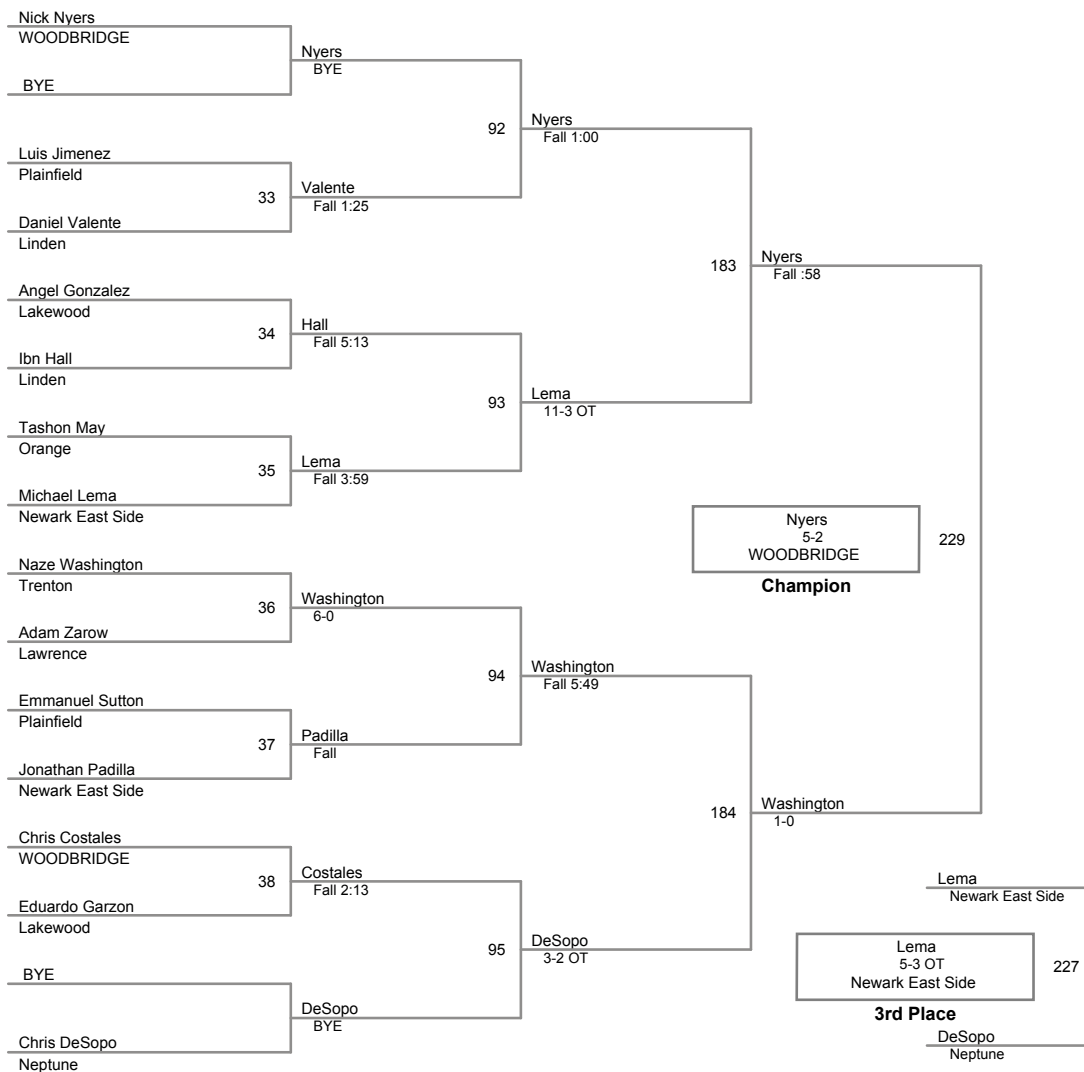 Nick Nyers
WOODBRIDGE
Nyers
BYE
BYE
92
Nyers
Fall 1:00
Luis Jimenez
Plainfield
33
Valente
Fall 1:25
Daniel Valente
Linden
183
Nyers
Fall :58
Angel Gonzalez
Lakewood
34
Hall
Fall 5:13
Ibn Hall
Linden
93
Lema
11-3 OT
Tashon May
Orange
35
Lema
Fall 3:59
Michael Lema
Newark East Side
Nyers
5-2
WOODBRIDGE
229
Champion
Naze Washington
Trenton
36
Washington
6-0
Adam Zarow
Lawrence
94
Washington
Fall 5:49
Emmanuel Sutton
Plainfield
37
Padilla
Fall
Jonathan Padilla
Newark East Side
184
Washington
1-0
Chris Costales
WOODBRIDGE
38
Costales
Fall 2:13
Eduardo Garzon
Lakewood
Lema
Newark East Side
95
DeSopo
3-2 OT
BYE
Lema
5-3 OT
Newark East Side
227
3rd Place
DeSopo
BYE
Chris DeSopo
Neptune
DeSopo
Neptune